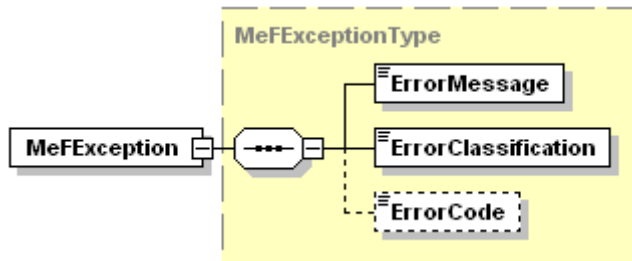 MeFExceptionType
ErrorMessage
MeFException
ErrorClassification
ErrorCode